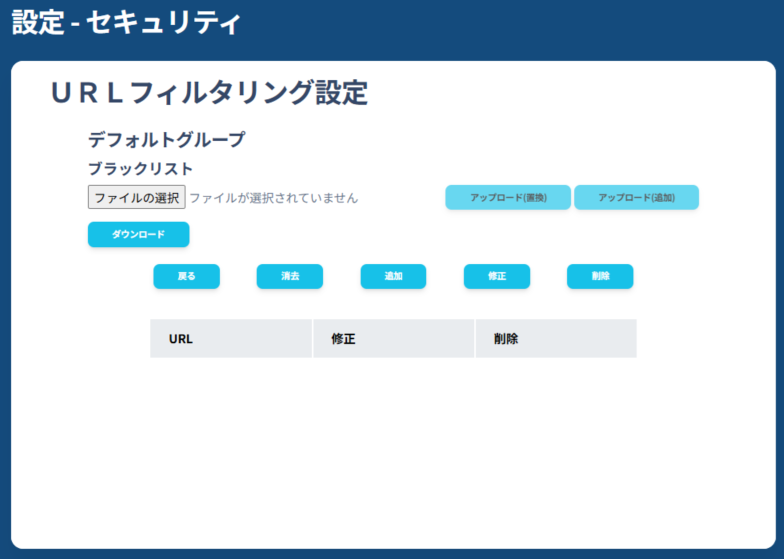 設定 - セキュリティ
ＵＲＬフィルタリング設定
デフォルトグループ
ブラックリスト
ファイルの選択 ファイルが選択されていません アップロード(置換) アップロード(追加)
ダウンロード
戻る 消去 追加 修正 削除
URL 修正 削除